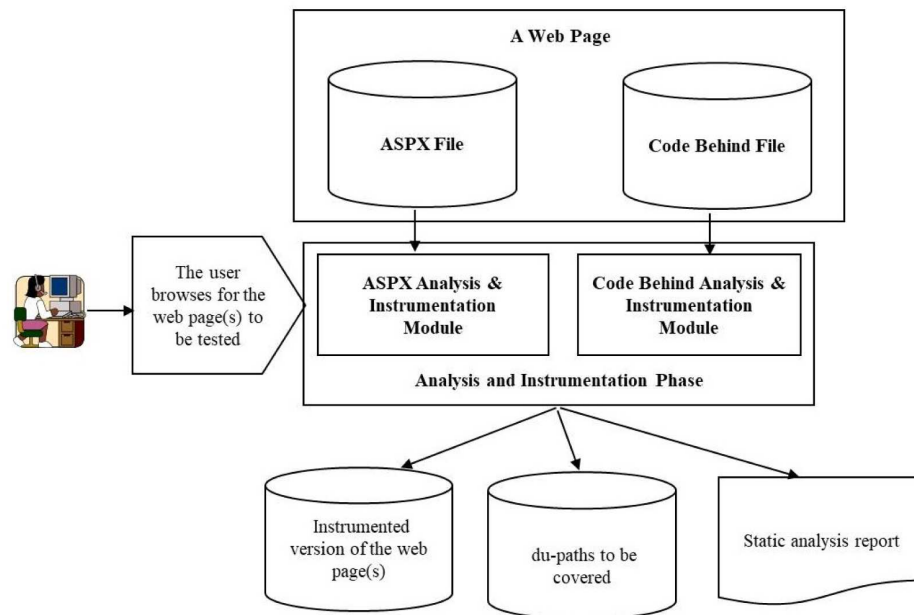 A Web Page
ASPX File
Code Behind File
The user
browses for the
web page(s) to
be tested
ASPX Analysis &
Instrumentation
Module
Code Behind Analysis &
Instrumentation
Module
Analysis and Instrumentation Phase
Instrumented
version of the web
page(s)
du-paths to be
covered
Static analysis report